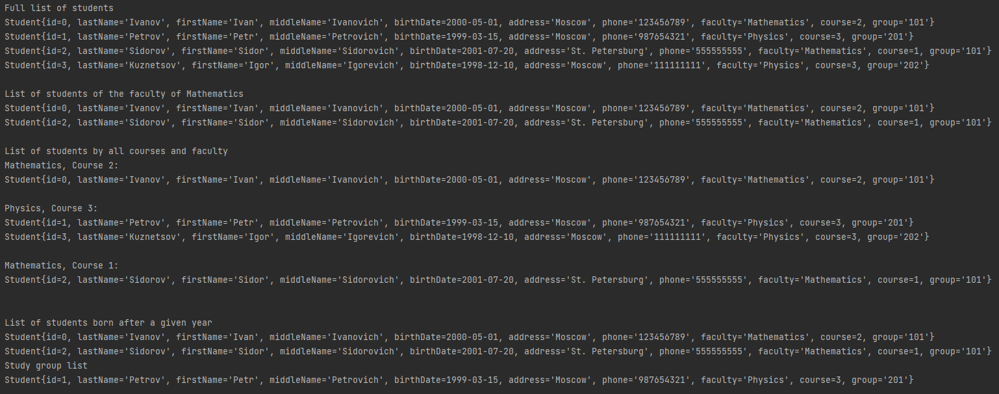 Full list of students
Student{id=0, lastName='Ivanov', firstName='Ivan', middleName='Ivanovich', birthDate=2000-05-01, address='Moscow', phone='123456789', faculty='Mathematics', course=2, group='101'}
Student{id=1, lastName='Petrov', firstName='Petr', middleName='Petrovich', birthDate=1999-03-15, address='Moscow', phone='987654321', faculty='Physics', course=3, group='201'}
Student{id=2, lastName='Sidorov', firstName='Sidor', middleName='Sidorovich', birthDate=2001-07-20, address='St. Petersburg', phone='555555555', faculty='Mathematics', course=1, group='101'}
Student{id=3, lastName='Kuznetsov', firstName='Igor', middleName='Igorevich', birthDate=1998-12-10, address='Moscow', phone='111111111', faculty='Physics', course=3, group='202'}
List of students of the faculty of Mathematics
Student{id=0, lastName='Ivanov', firstName='Ivan', middleName='Ivanovich', birthDate=2000-05-01, address='Moscow', phone='123456789', faculty='Mathematics', course=2, group='101'}
Student{id=2, lastName='Sidorov', firstName='Sidor', middleName='Sidorovich', birthDate=2001-07-20, address='St. Petersburg', phone='555555555', faculty='Mathematics', course=1, group='101'}
List of students by all courses and faculty
Mathematics, Course 2:
Student{id=0, lastName='Ivanov', firstName='Ivan', middleName='Ivanovich', birthDate=2000-05-01, address='Moscow', phone='123456789', faculty='Mathematics', course=2, group='101'}
Physics, Course 3:
Student{id=1, lastName='Petrov', firstName='Petr', middleName='Petrovich', birthDate=1999-03-15, address='Moscow', phone='987654321', faculty='Physics', course=3, group='201'}
Student{id=3, lastName='Kuznetsov', firstName='Igor', middleName='Igorevich', birthDate=1998-12-10, address='Moscow', phone='111111111', faculty='Physics', course=3, group='202'}
Mathematics, Course 1:
Student{id=2, lastName='Sidorov', firstName='Sidor', middleName='Sidorovich', birthDate=2001-07-20, address='St. Petersburg', phone='555555555', faculty='Mathematics', course=1, group='101'}
List of students born after a given year
Student{id=0, lastName='Ivanov', firstName='Ivan', middleName='Ivanovich', birthDate=2000-05-01, address='Moscow', phone='123456789', faculty='Mathematics', course=2, group='101'}
Student{id=2, lastName='Sidorov', firstName='Sidor', middleName='Sidorovich', birthDate=2001-07-20, address='St. Petersburg', phone='555555555', faculty='Mathematics', course=1, group='101'}
Study group list
Student{id=1, lastName='Petrov', firstName='Petr', middleName='Petrovich', birthDate=1999-03-15, address='Moscow', phone='987654321', faculty='Physics', course=3, group='201'}